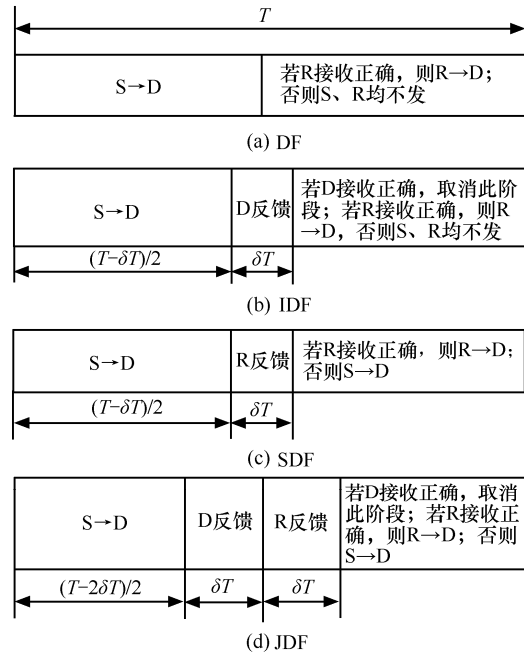 T
S→D
若R接收正确，则R→D；
否则S、R均不发
(a) DF
S→D
D反馈
若D接收正确，取消此阶
段；若R接收正确，则R
→D，否则S、R均不发
(T−δT)/2
δT
(b) IDF
S→D
R反馈
若R接收正确，则R→D；
否则S→D
(T−δT)/2
δT
(c) SDF
S→D
D反馈
R反馈
若D接收正确，取消
此阶段；若R接收正
确，则R→D；否则
S→D
(T−2δT)/2
δT
δT
(d) JDF